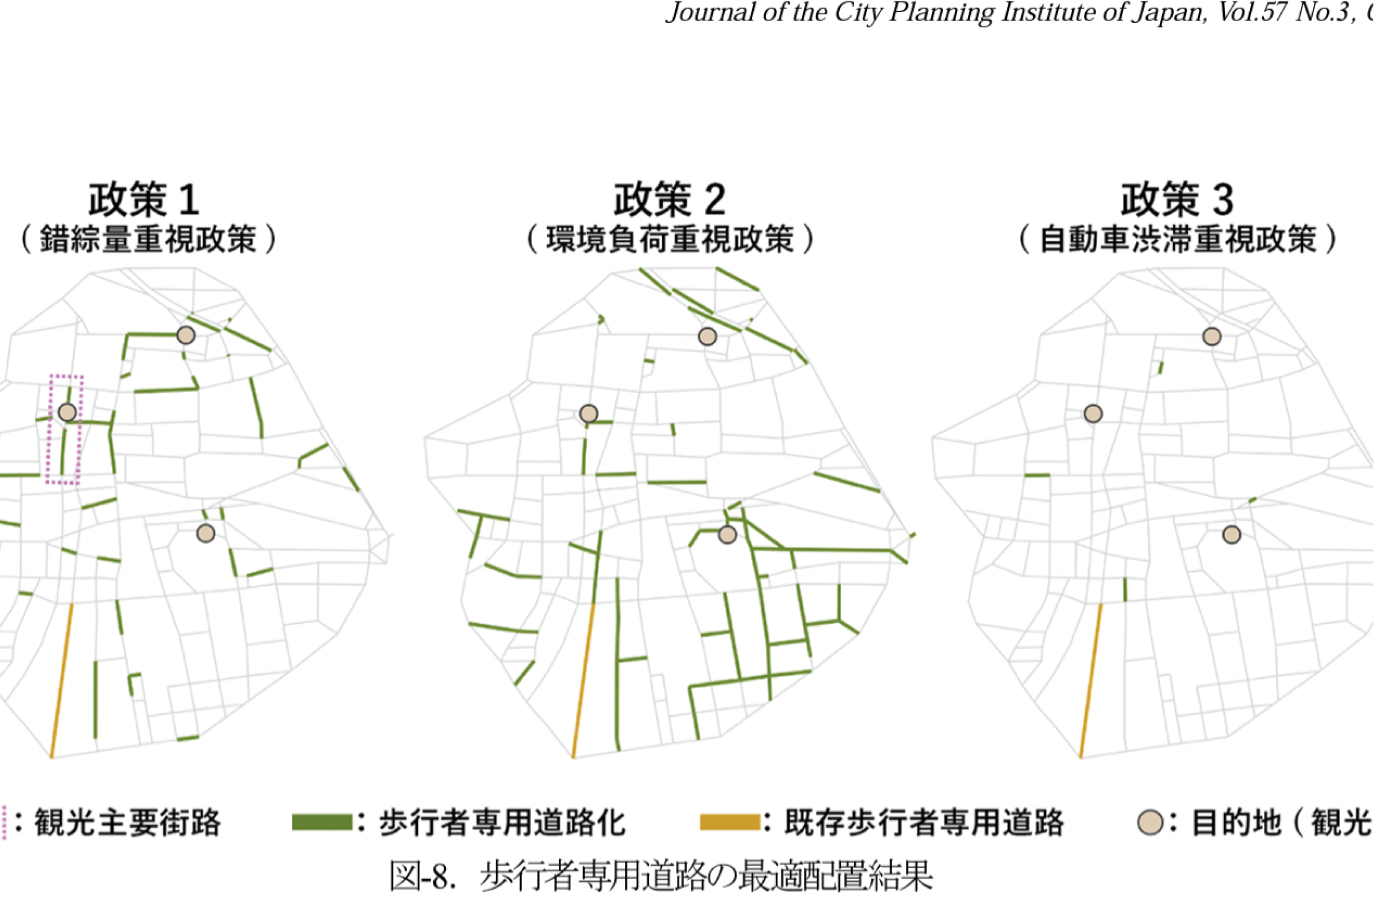 Journal of the City Planning Institute of Japan, Vol.57 No.3,
政策 1
（錯綜量重視政策）
政策 2
（環境負荷重視政策）
政策 3
（自動車渋滞重視政策）
：観光主要街路
：歩行者専用道路化
：既存歩行者専用道路
：目的地（観光
図-8. 歩行者専用道路の最適配置結果